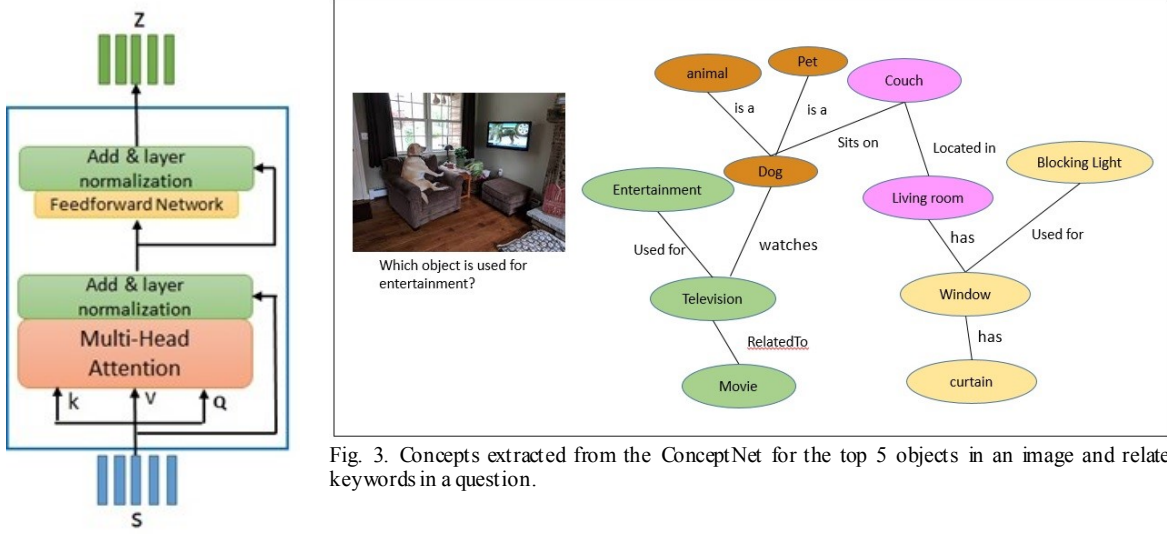 Z
Add & layer
normalization
Feedforward Network
Add & layer
normalization
Multi-Head
Attention
k
V
Q
S
Which object is used for
entertainment?
animal
Pet
Couch
is a
is a
Sits on
Located in
Blocking Light
Entertainment
Dog
Living room
Used for
watches
has
Used for
Television
Window
RelatedTo
has
Movie
curtain
Fig. 3. Concepts extracted from the ConceptNet for the top 5 objects in an image and relate
keywords in a question.